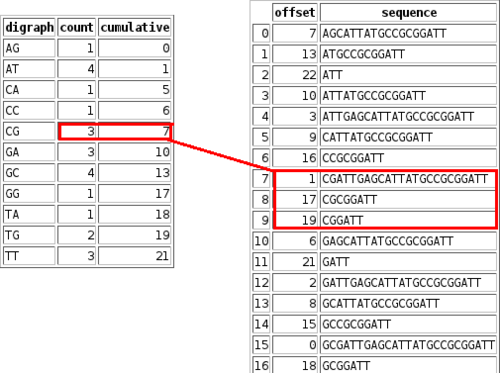 digraph count cumulative
AG 1 0
AT 4 1
CA 1 5
CC 1 6
CG 3 7
GA 3 10
GC 4 13
GG 1 17
TA 1 18
TG 2 19
TT 3 21
offset sequence
0 7 AGCATTATGCCGCGGATT
1 13 ATGCCGCGGATT
2 22 ATT
3 10 ATTATGCCGCGGATT
4 3 ATTGAGCATTATGCCGCGGATT
5 9 CATTATGCCGCGGATT
6 16 CCGCGGATT
7 1 CGATTGAGCATTATGCCGCGGATT
8 17 CGCGGATT
9 19 CGGATT
10 6 GAGCATTATGCCGCGGATT
11 21 GATT
12 2 GATTGAGCATTATGCCGCGGATT
13 8 GCATTATGCCGCGGATT
14 15 GCCGCGGATT
15 0 GCGATTGAGCATTATGCCGCGGATT
16 18 GCGGATT